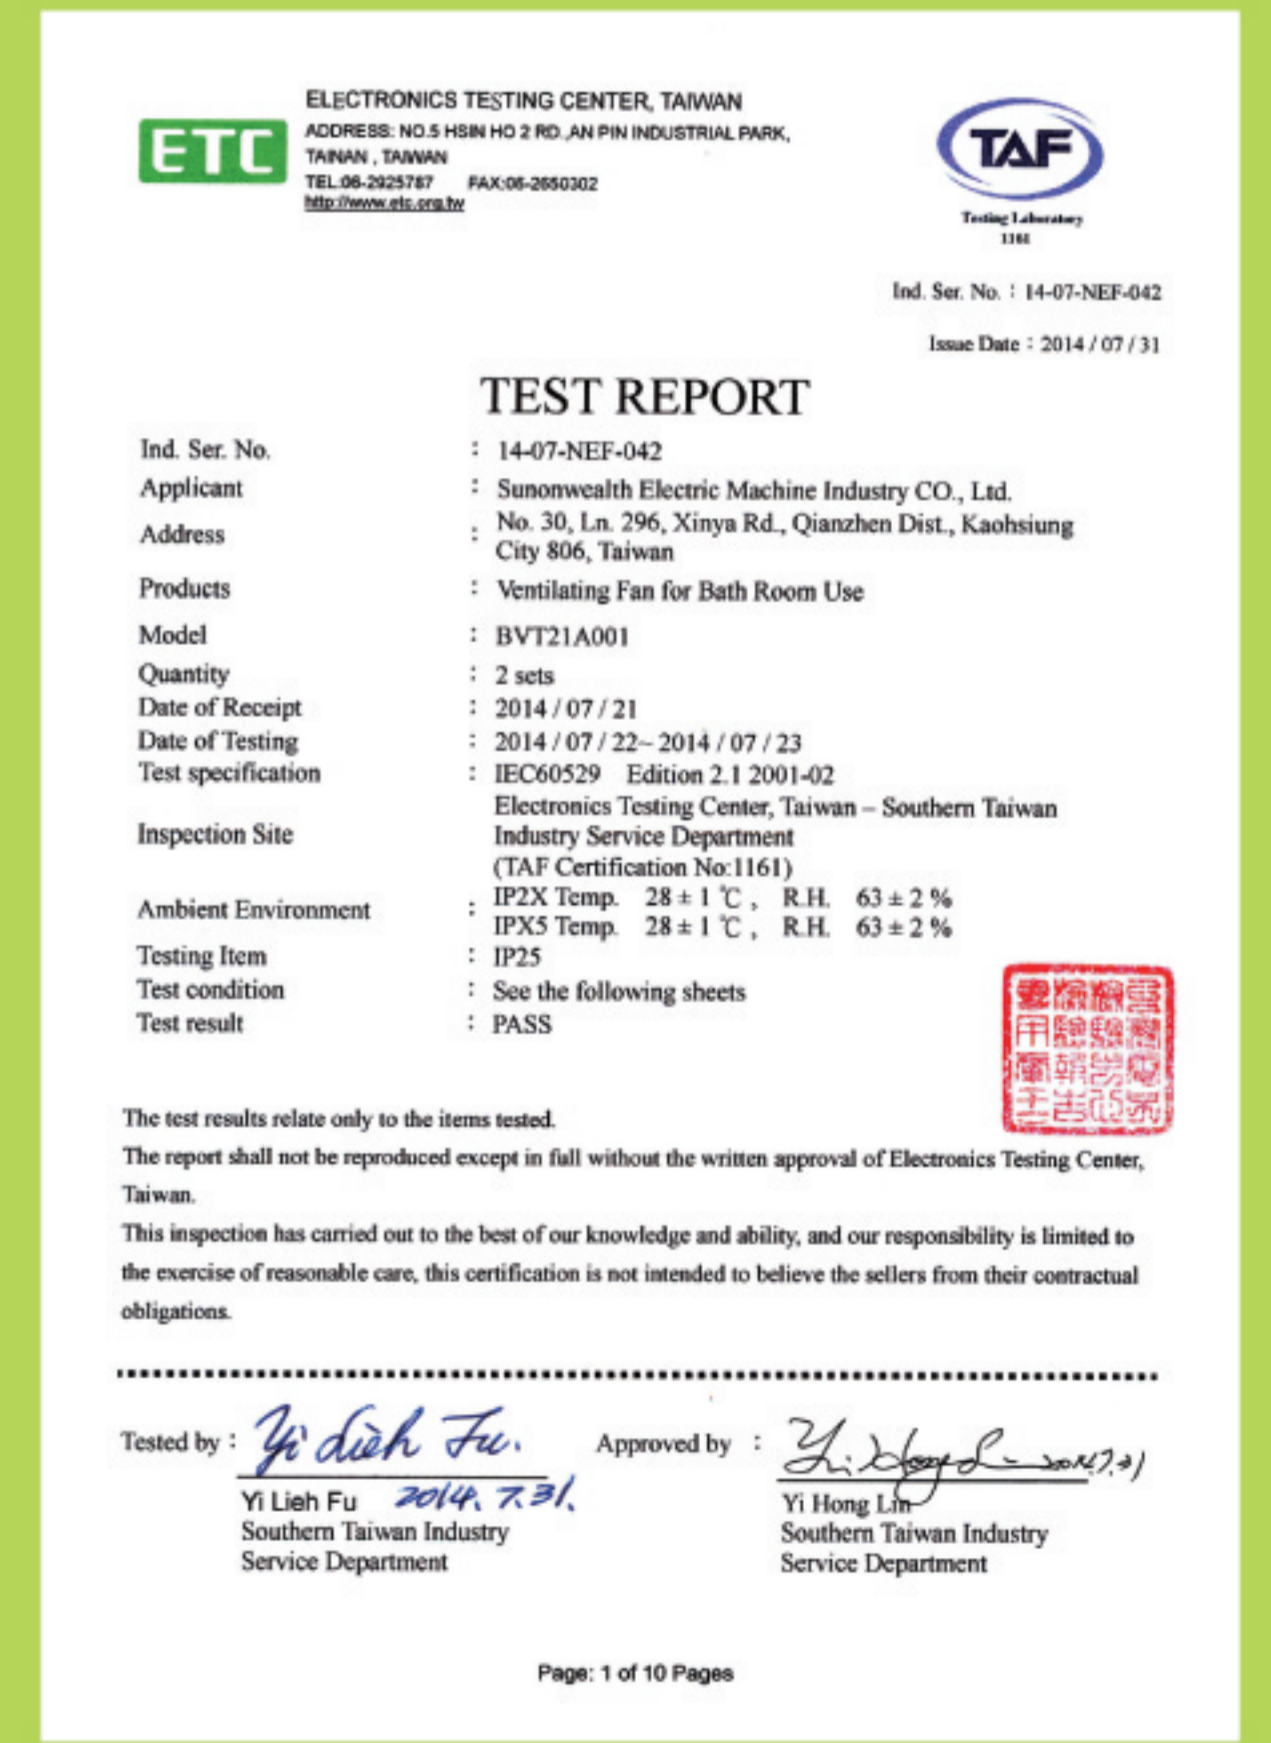 ETC
ELECTRONICS TESTING CENTER, TAIWAN
ADDRESS: NO.5 HSIN HO 2 RD.,AN PIN INDUSTRIAL PARK,
TAINAN , TAIWAN
TEL:06-2925787 FAX:06-2650302
http://www.etc.org.tw
TAF
Testing Laboratory
1161
Ind. Ser. No. : 14-07-NEF-042
Issue Date : 2014 / 07 / 31
TEST REPORT
Ind. Ser. No. : 14-07-NEF-042
Applicant : Sunonwealth Electric Machine Industry CO., Ltd.
Address : No. 30, Ln. 296, Xinya Rd., Qianzhen Dist., Kaohsiung
City 806, Taiwan
Products : Ventilating Fan for Bath Room Use
Model : BVT21A001
Quantity : 2 sets
Date of Receipt : 2014 / 07 / 21
Date of Testing : 2014 / 07 / 22~ 2014 / 07 / 23
Test specification : IEC60529 Edition 2.1 2001-02
Inspection Site Electronics Testing Center, Taiwan – Southern Taiwan
Industry Service Department
(TAF Certification No:1161)
Ambient Environment : IP2X Temp. 28 ± 1 ℃ , R.H. 63 ± 2 %
IPX5 Temp. 28 ± 1 ℃ , R.H. 63 ± 2 %
Testing Item : IP25
Test condition : See the following sheets
Test result : PASS
The test results relate only to the items tested.
The report shall not be reproduced except in full without the written approval of Electronics Testing Center,
Taiwan.
This inspection has carried out to the best of our knowledge and ability, and our responsibility is limited to
the exercise of reasonable care, this certification is not intended to believe the sellers from their contractual
obligations.
Tested by : Yi Lieh Fu. Approved by : Yi Hong Lin 2014.7.31
Yi Lieh Fu 2014. 7.31. Yi Hong Lin
Southern Taiwan Industry Southern Taiwan Industry
Service Department Service Department
Page: 1 of 10 Pages